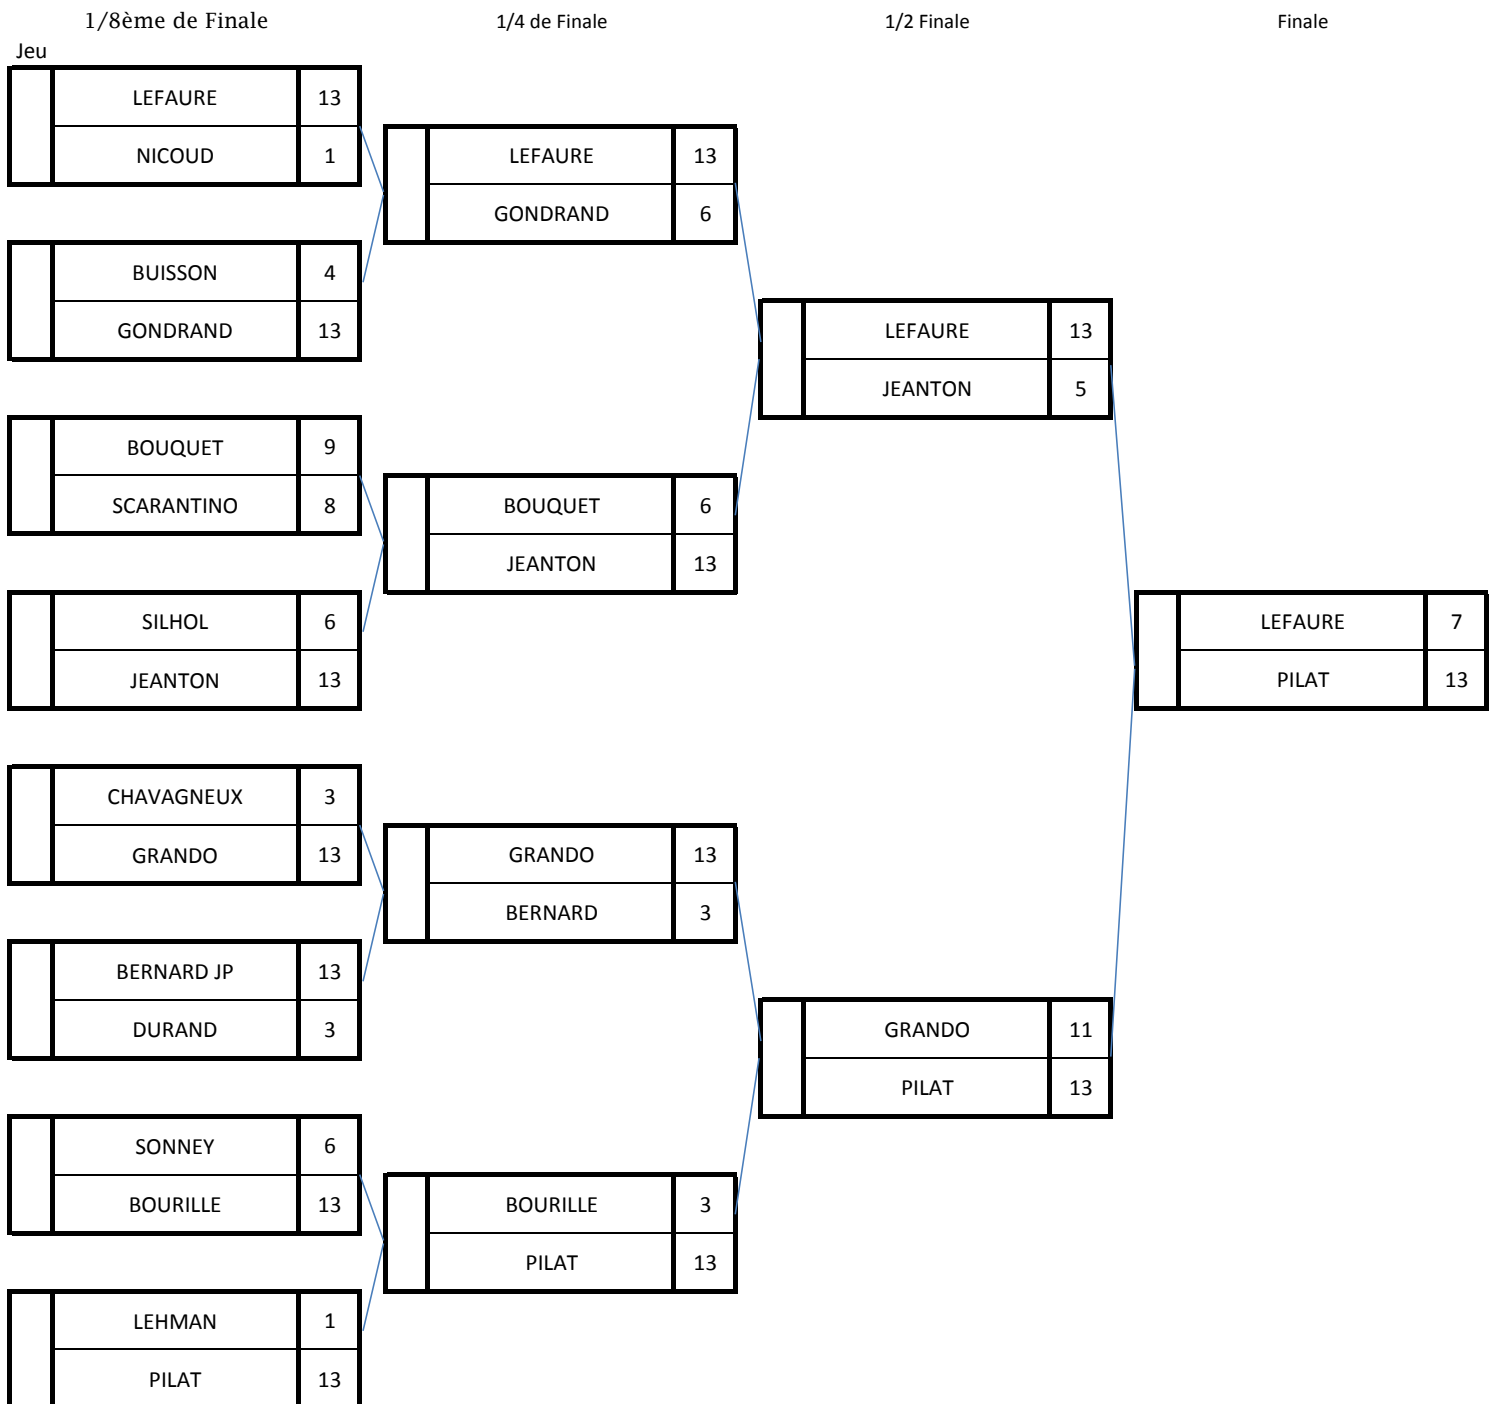 1/8ème de Finale
1/4 de Finale
1/2 Finale
Finale
Jeu
LEFAURE 13
NICOUD 1
BUISSON 4
GONDRAND 13
BOUQUET 9
SCARANTINO 8
SILHOL 6
JEANTON 13
CHAVAGNEUX 3
GRANDO 13
BERNARD JP 13
DURAND 3
SONNEY 6
BOURILLE 13
LEHMAN 1
PILAT 13
LEFAURE 13
GONDRAND 6
BOUQUET 6
JEANTON 13
GRANDO 13
BERNARD 3
BOURILLE 3
PILAT 13
LEFAURE 13
JEANTON 5
GRANDO 11
PILAT 13
LEFAURE 7
PILAT 13